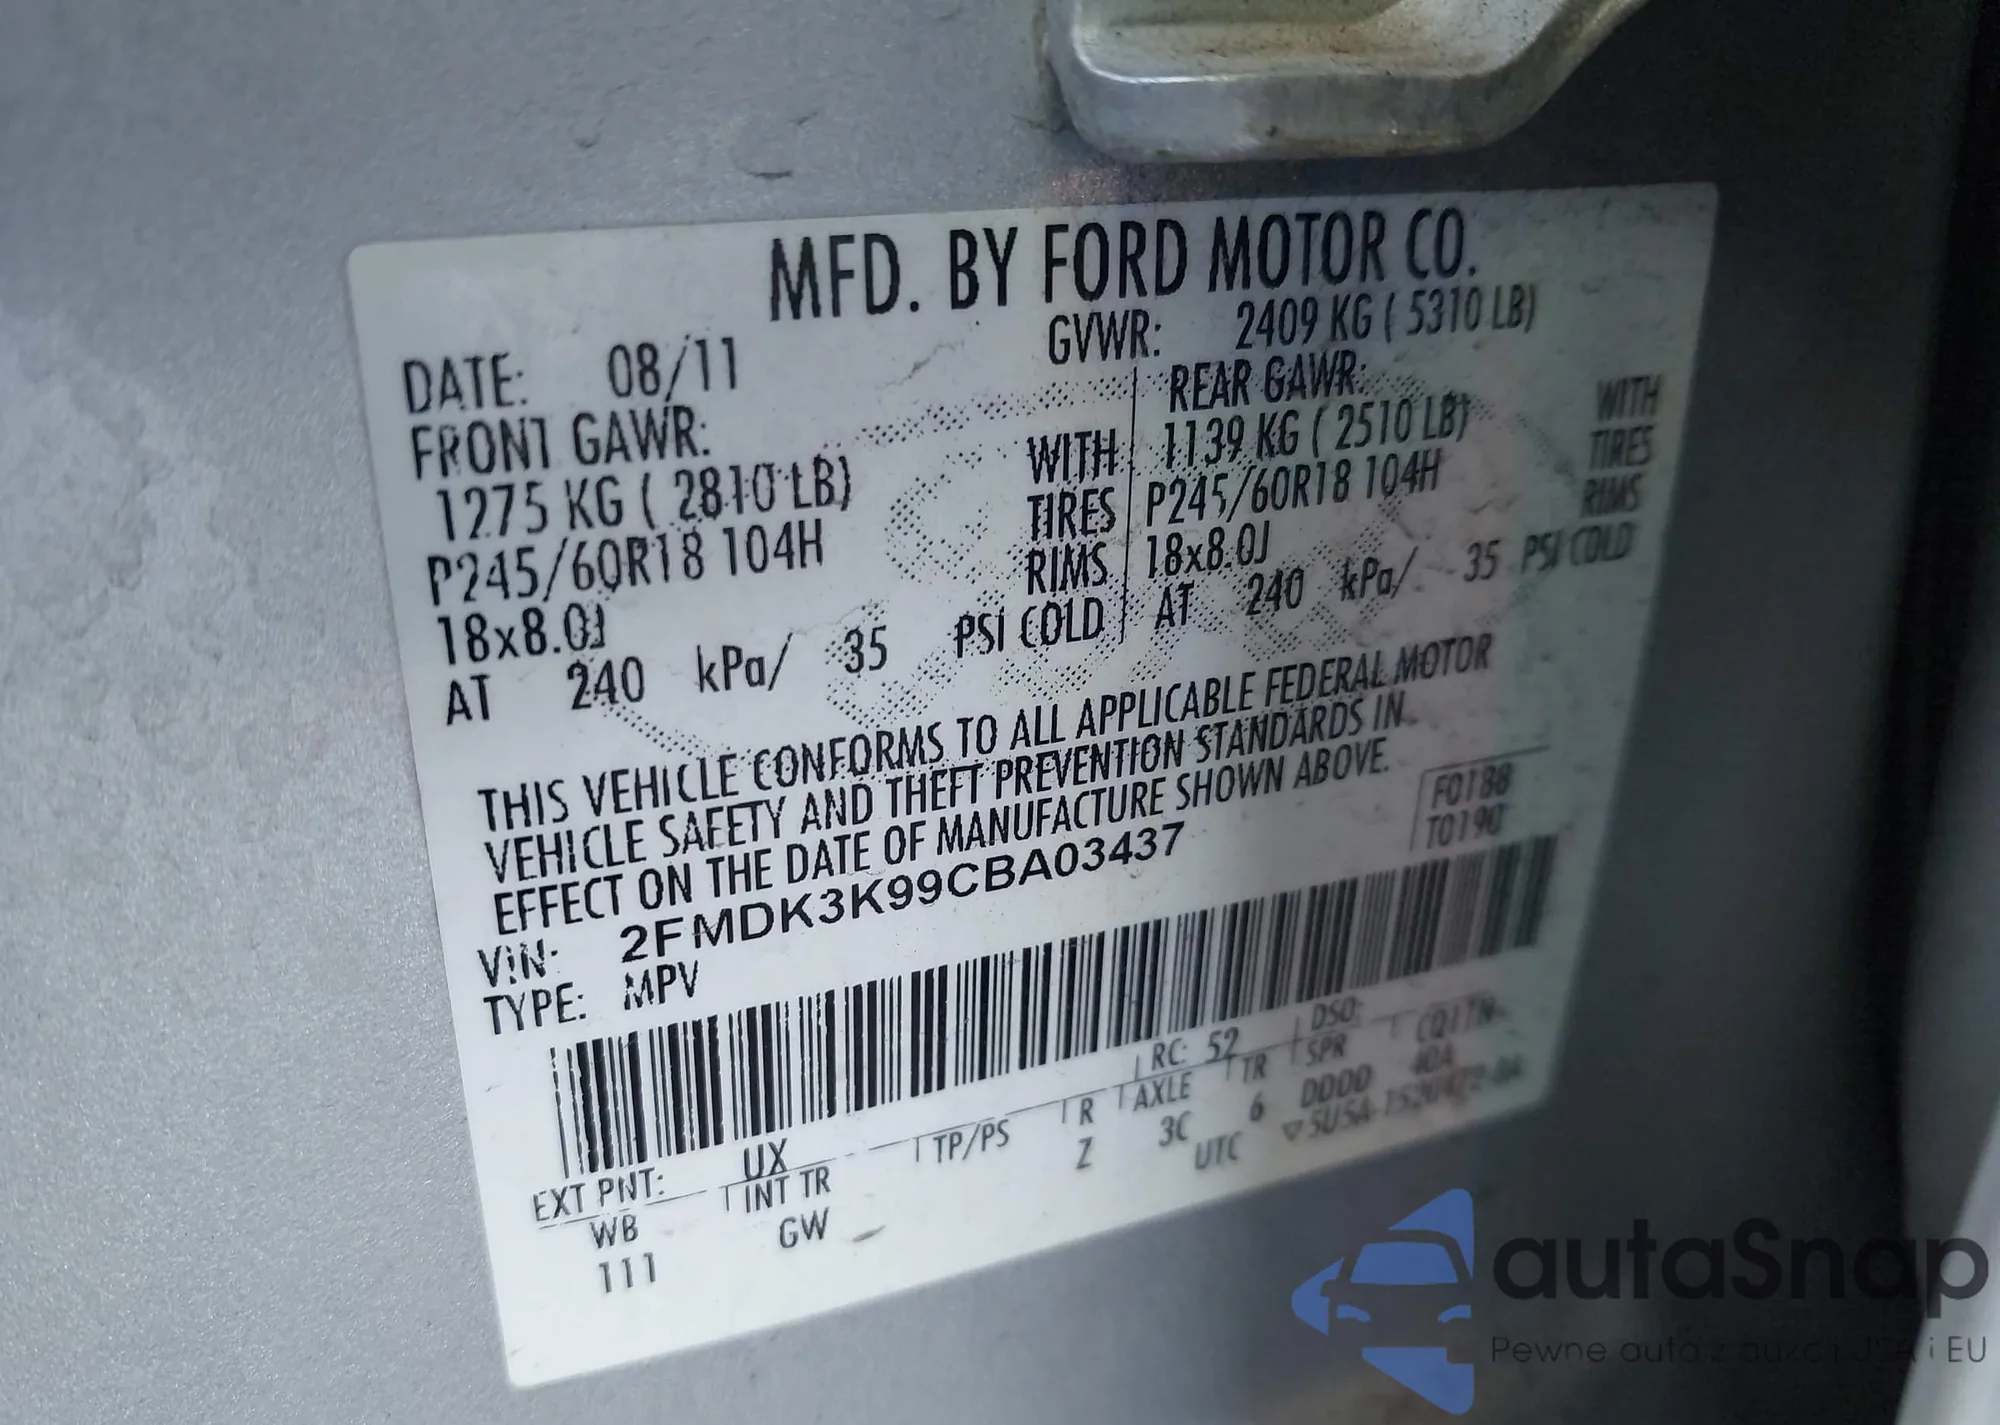 MFD. BY FORD MOTOR CO.
DATE: 08/11 GVWR: 2409 KG ( 5310 LB)
FRONT GAWR: REAR GAWR:
1275 KG ( 2810 LB) WITH 1139 KG ( 2510 LB) WITH
P245/60R18 104H TIRES P245/60R18 104H TIRES
18x8.0J RIMS 18x8.0J RIMS
AT 240 kPa/ 35 PSI COLD AT 240 kPa/ 35 PSI COLD
THIS VEHICLE CONFORMS TO ALL APPLICABLE FEDERAL MOTOR
VEHICLE SAFETY AND THEFT PREVENTION STANDARDS IN
EFFECT ON THE DATE OF MANUFACTURE SHOWN ABOVE.
F0188
T0190
VIN: 2FMDK3K99CBA03437
TYPE: MPV
EXT PNT: UX RC: 52 DSO:
WB INT TR TP/PS R AXLE TR SPR
111 GW Z 3C 6 DDDD 40A
UTC
autaSnap
Pewne auta z aukcji USA i EU